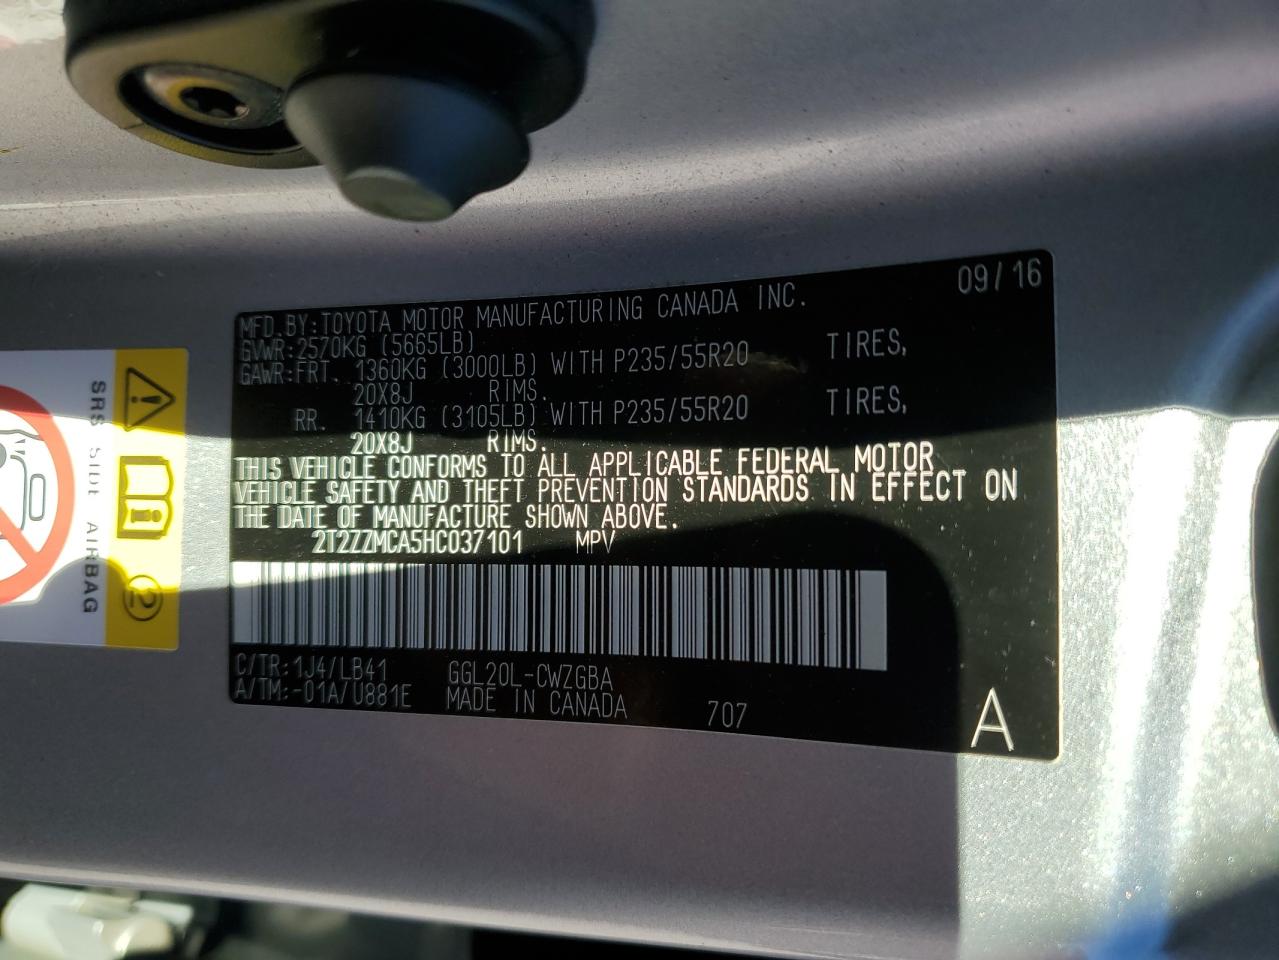 MFD.BY:TOYOTA MOTOR MANUFACTURING CANADA INC. 09/16
GVWR:2570KG (5665LB)
GAWR:FRT. 1360KG (3000LB) WITH P235/55R20 TIRES,
20X8J RIMS.
RR. 1410KG (3105LB) WITH P235/55R20 TIRES,
20X8J RIMS.
THIS VEHICLE CONFORMS TO ALL APPLICABLE FEDERAL MOTOR
VEHICLE SAFETY AND THEFT PREVENTION STANDARDS IN EFFECT ON
THE DATE OF MANUFACTURE SHOWN ABOVE.
2T2ZZMCA5HC037101 MPV
C/TR:1J4/LB41 GGL20L-CWZGBA
A/TM:-01A/U881E MADE IN CANADA 707
A
SRS SIDE AIRBAG
2